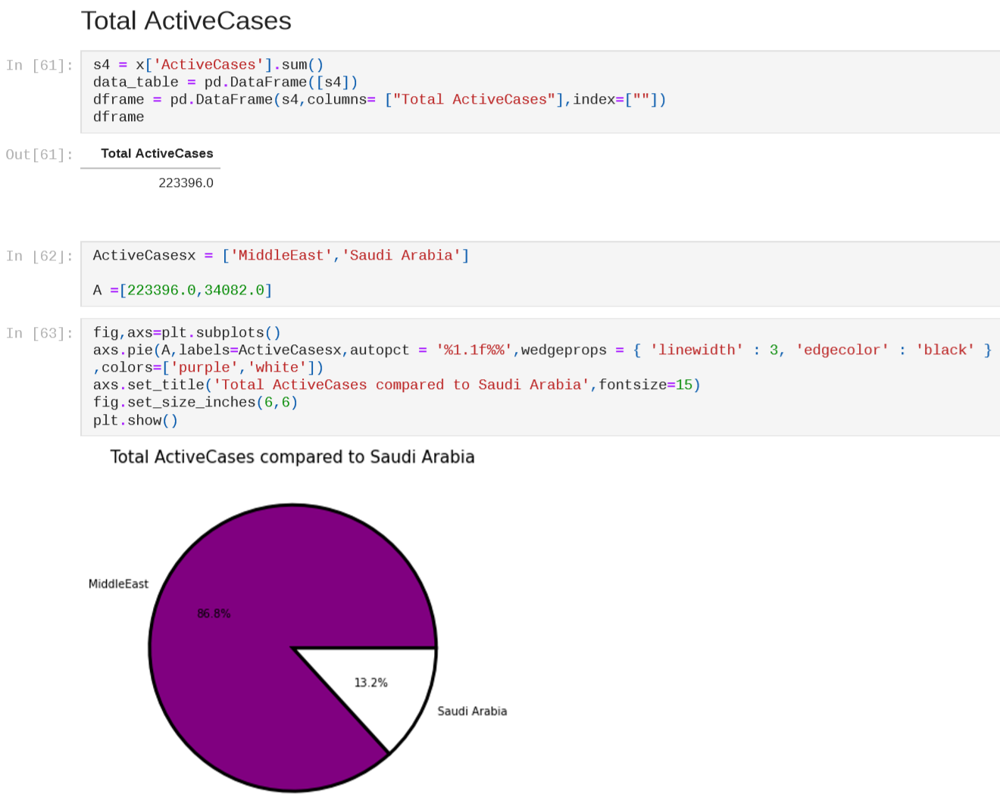 Total ActiveCases
In [61]:
s4 = x['ActiveCases'].sum()
data_table = pd.DataFrame([s4])
dframe = pd.DataFrame(s4,columns= ["Total ActiveCases"],index=[""])
dframe
Out[61]:
Total ActiveCases
223396.0
In [62]:
ActiveCasesx = ['MiddleEast','Saudi Arabia']
A =[223396.0,34082.0]
In [63]:
fig,axs=plt.subplots()
axs.pie(A,labels=ActiveCasesx,autopct = '%1.1f%%',wedgeprops = { 'linewidth' : 3, 'edgecolor' : 'black' }
,colors=['purple','white'])
axs.set_title('Total ActiveCases compared to Saudi Arabia',fontsize=15)
fig.set_size_inches(6,6)
plt.show()
Total ActiveCases compared to Saudi Arabia
MiddleEast
86.8%
13.2%
Saudi Arabia